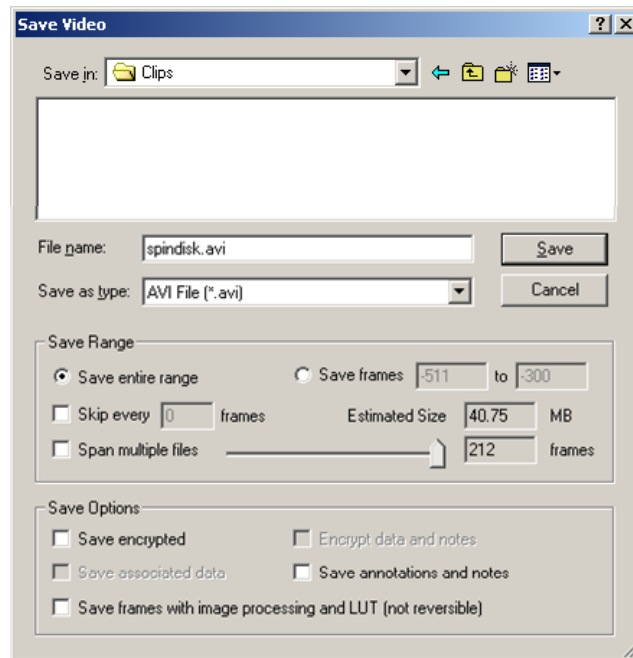 Save Video
Save in: Clips
File name: spindisk.avi Save
Save as type: AVI File (*.avi) Cancel
Save Range
Save entire range Save frames -511 to -300
Skip every 0 frames Estimated Size 40.75 MB
Span multiple files 212 frames
Save Options
Save encrypted Encrypt data and notes
Save associated data Save annotations and notes
Save frames with image processing and LUT (not reversible)